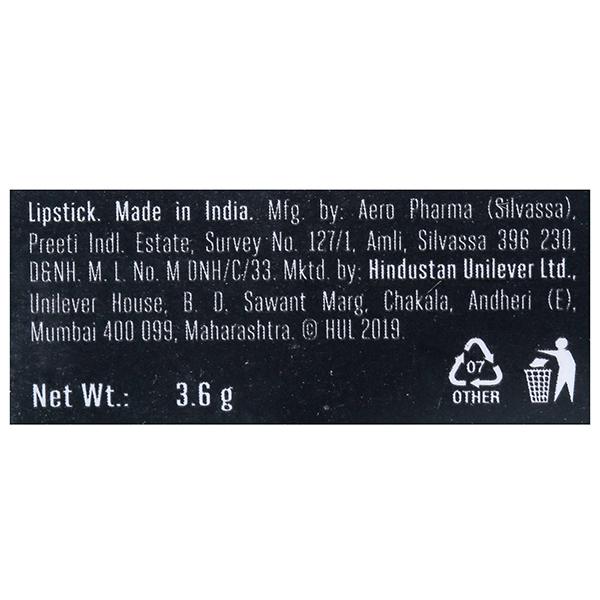 Lipstick. Made in India. Mfg. by: Aero Pharma (Silvassa),
Preeti Indl. Estate, Survey No. 127/1, Amli, Silvassa 396 230,
D&NH. M. L. No. M DNH/C/33. Mktd. by: Hindustan Unilever Ltd.,
Unilever House, B. D. Sawant Marg, Chakala, Andheri (E),
Mumbai 400 099, Maharashtra. © HUL 2019.
Net Wt.: 3.6 g
07
OTHER